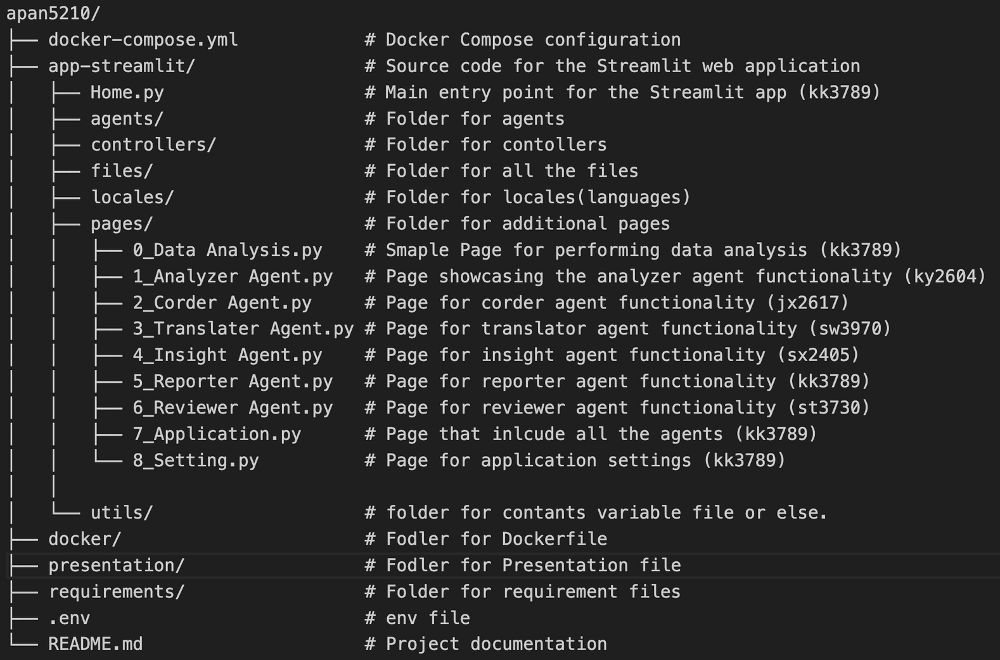 apan5210/
├── docker-compose.yml            # Docker Compose configuration
├── app-streamlit/                # Source code for the Streamlit web application
│   ├── Home.py                   # Main entry point for the Streamlit app (kk3789)
│   ├── agents/                   # Folder for agents
│   ├── controllers/              # Folder for contollers
│   ├── files/                    # Folder for all the files
│   ├── locales/                  # Folder for locales(languages)
│   ├── pages/                    # Folder for additional pages
│   │   ├── 0_Data Analysis.py    # Smaple Page for performing data analysis (kk3789)
│   │   ├── 1_Analyzer Agent.py   # Page showcasing the analyzer agent functionality (ky2604)
│   │   ├── 2_Corder Agent.py     # Page for corder agent functionality (jx2617)
│   │   ├── 3_Translater Agent.py # Page for translator agent functionality (sw3970)
│   │   ├── 4_Insight Agent.py    # Page for insight agent functionality (sx2405)
│   │   ├── 5_Reporter Agent.py   # Page for reporter agent functionality (kk3789)
│   │   ├── 6_Reviewer Agent.py   # Page for reviewer agent functionality (st3730)
│   │   ├── 7_Application.py      # Page that inlcude all the agents (kk3789)
│   │   └── 8_Setting.py          # Page for application settings (kk3789)
│   │
│   └── utils/                    # folder for contants variable file or else.
├── docker/                       # Fodler for Dockerfile
├── presentation/                 # Fodler for Presentation file
├── requirements/                 # Folder for requirement files
├── .env                          # env file
└── README.md                     # Project documentation